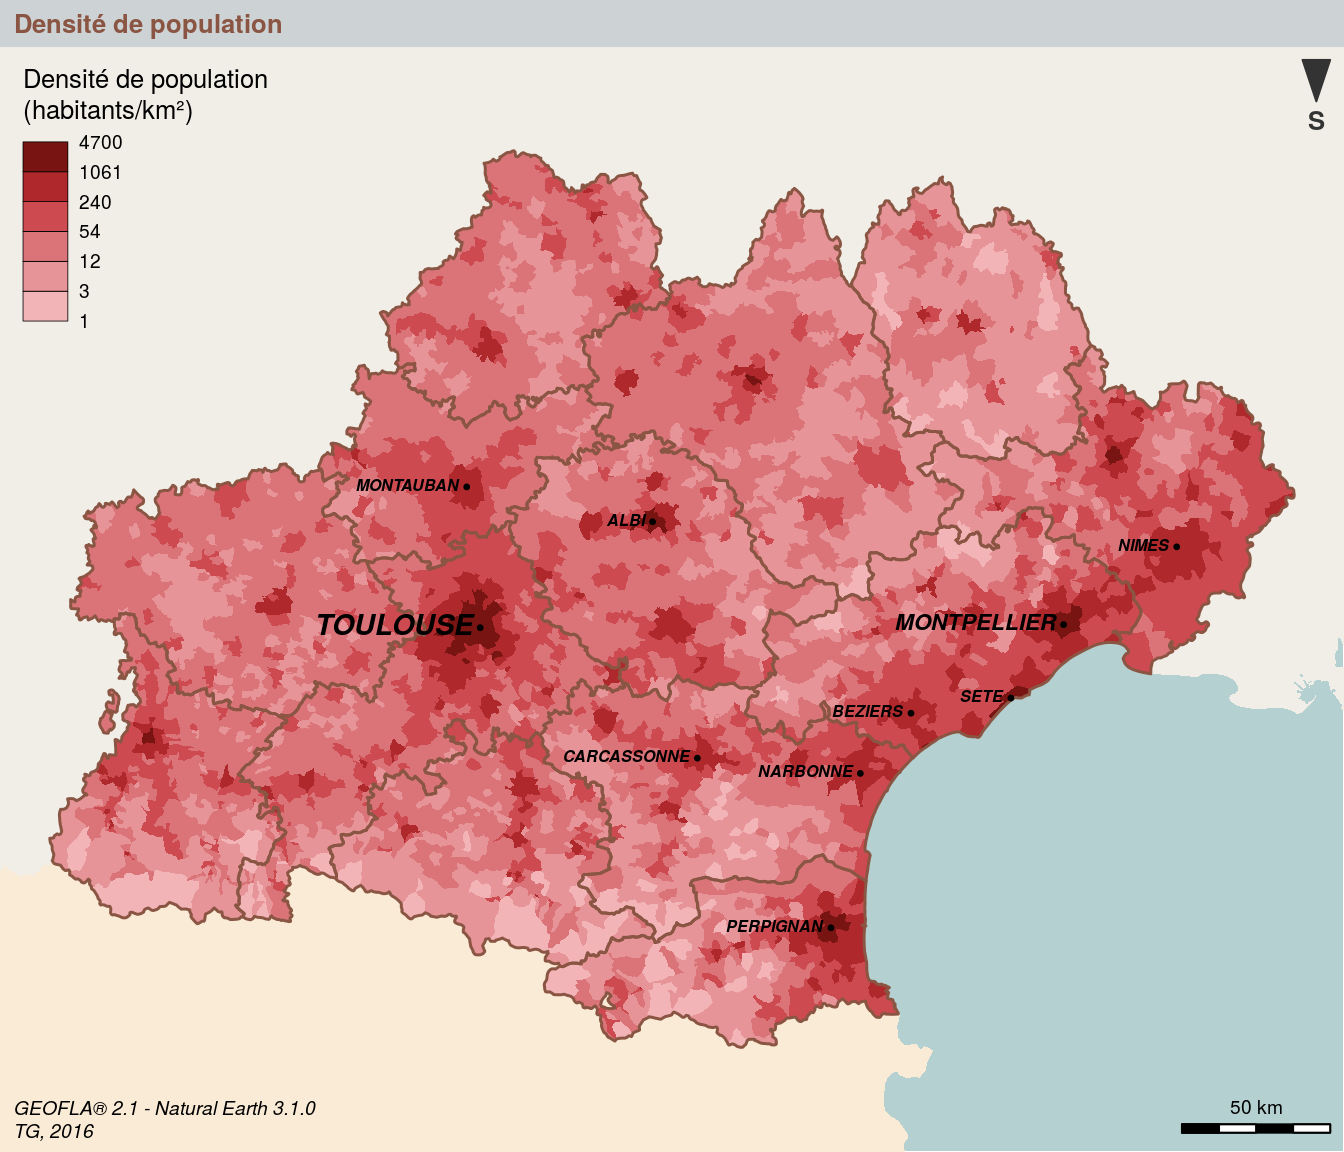 Densité de population
Densité de population
(habitants/km²)
4700
1061
240
54
12
3
1
S
MONTAUBAN
ALBI
NIMES
TOULOUSE
MONTPELLIER
SETE
BEZIERS
CARCASSONNE
NARBONNE
PERPIGNAN
GEOFLA® 2.1 - Natural Earth 3.1.0
TG, 2016
50 km